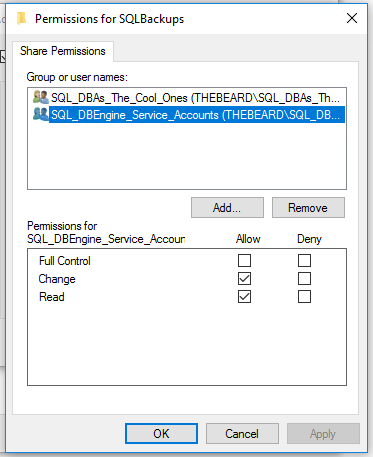 Permissions for SQLBackups
Share Permissions
Group or user names:
SQL_DBAs_The_Cool_Ones (THEBEARD\SQL_DBAs_Th...
SQL_DBEngine_Service_Accounts (THEBEARD\SQL_DB...
Add...
Remove
Permissions for
SQL_DBEngine_Service_Accoun
Allow
Deny
Full Control
Change
Read
OK
Cancel
Apply